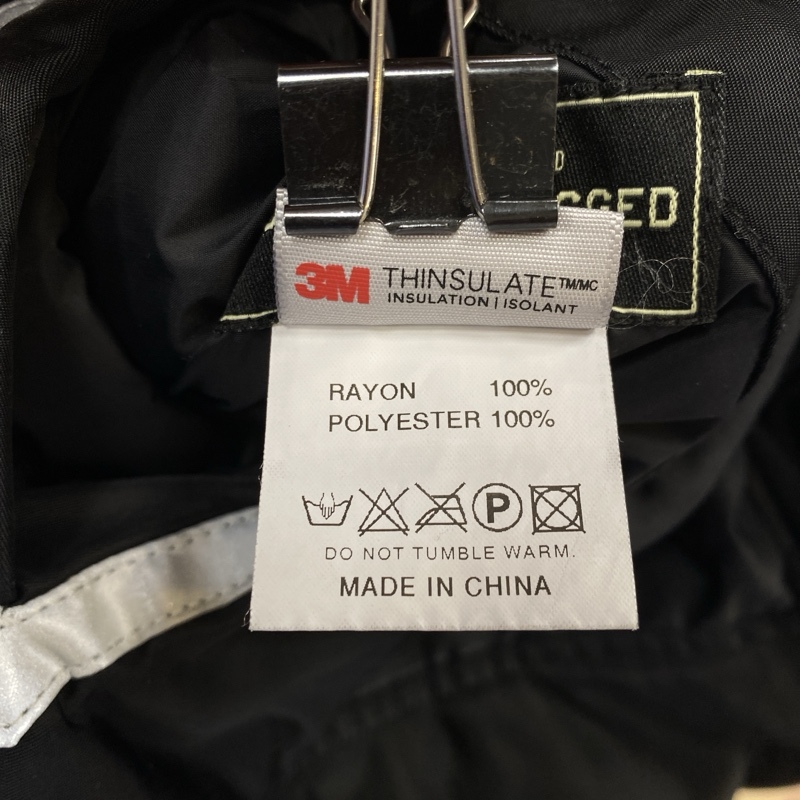 3M THINSULATE™/MC
INSULATION | ISOLANT
RAYON 100%
POLYESTER 100%
P
DO NOT TUMBLE WARM.
MADE IN CHINA